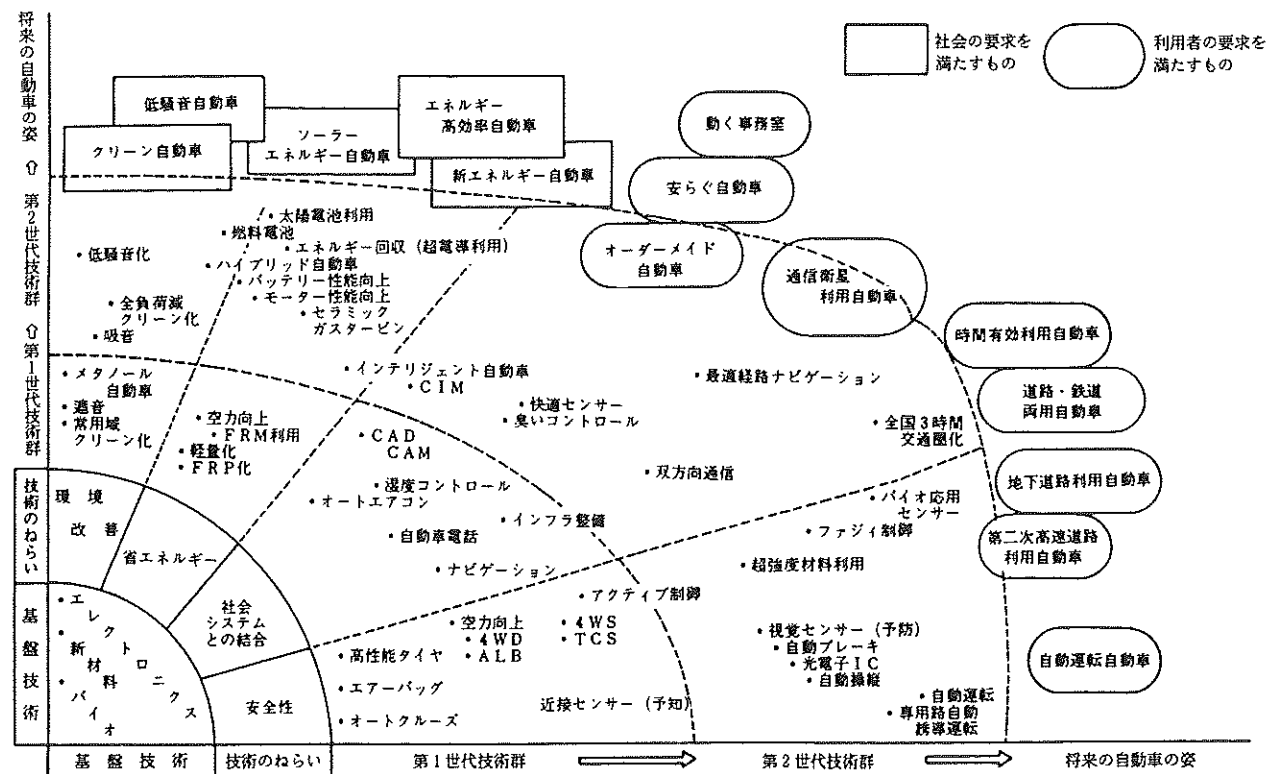 社会の要求を
満たすもの
利用者の要求を
満たすもの
将来の自動車の姿
⇧
第2世代技術群
⇧
第1世代技術群
技術のねらい
基盤技術
低騒音自動車
クリーン自動車
ソーラー
エネルギー自動車
エネルギー
高効率自動車
新エネルギー自動車
動く事務室
安らぐ自動車
オーダーメイド
自動車
通信衛星
利用自動車
時間有効利用自動車
道路・鉄道
両用自動車
地下道路利用自動車
第二次高速道路
利用自動車
自動運転自動車
・低騒音化
・全負荷減
クリーン化
・吸音
・太陽電池利用
・燃料電池
・エネルギー回収（超電導利用）
・ハイブリッド自動車
・バッテリー性能向上
・モーター性能向上
・セラミック
ガスタービン
・メタノール
自動車
・遮音
・常用域
クリーン化
・空力向上
・FRM利用
・軽量化
・FRP化
・インテリジェント自動車
・CIM
・快適センサー
・臭いコントロール
・最適経路ナビゲーション
・全国3時間
交通圏化
・CAD
CAM
・湿度コントロール
・オートエアコン
・双方向通信
・インフラ整備
・自動車電話
・ナビゲーション
・バイオ応用
センサー
・ファジィ制御
・超強度材料利用
・アクティブ制御
・空力向上
・4WD
・ALB
・4WS
・TCS
・高性能タイヤ
・エアーバッグ
・オートクルーズ
近接センサー（予知）
・視覚センサー（予防）
・自動ブレーキ
・光電子IC
・自動操縦
・自動運転
・専用路自動
誘導運転
環境
改善
省エネルギー
社会
システム
との結合
安全性
・エレクトロニクス
・新材料
・バイオ
基盤技術
技術のねらい
第1世代技術群
⇨
第2世代技術群
⇨
将来の自動車の姿